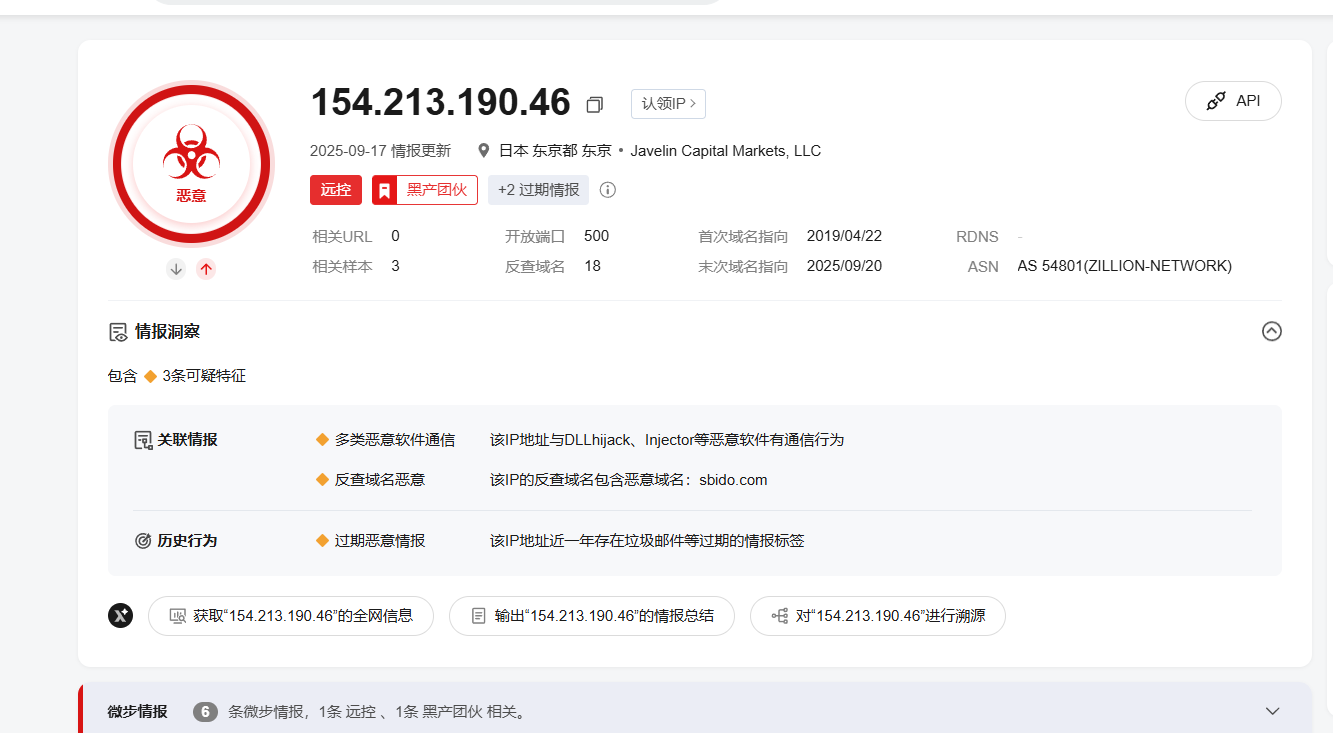 154.213.190.46 认领IP >
API
恶意
2025-09-17 情报更新 日本 东京都 东京 • Javelin Capital Markets, LLC
远控 黑产团伙 +2 过期情报
相关URL 0 开放端口 500 首次域名指向 2019/04/22 RDNS -
相关样本 3 反查域名 18 末次域名指向 2025/09/20 ASN AS 54801(ZILLION-NETWORK)
情报洞察
包含 3条可疑特征
关联情报 多类恶意软件通信 该IP地址与DLLhijack、Injector等恶意软件有通信行为
反查域名恶意 该IP的反查域名包含恶意域名：sbido.com
历史行为 过期恶意情报 该IP地址近一年存在垃圾邮件等过期的情报标签
X 获取“154.213.190.46”的全网信息 输出“154.213.190.46”的情报总结 对“154.213.190.46”进行溯源
微步情报 6 条微步情报，1条 远控 、1条 黑产团伙 相关。